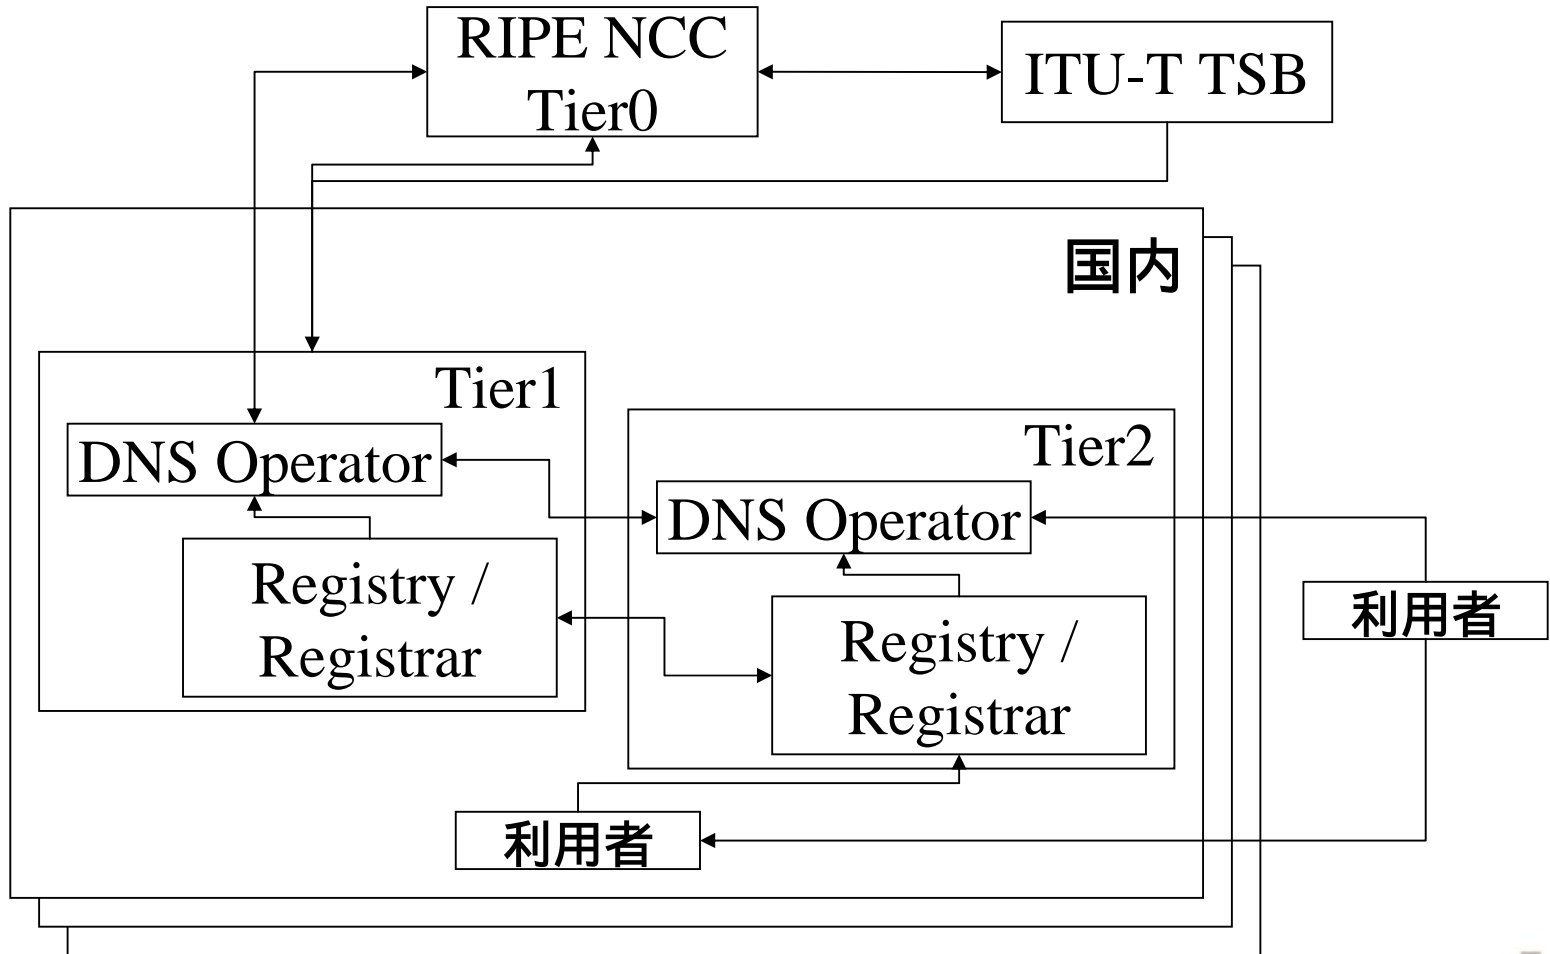 RIPE NCC
Tier0
ITU-T TSB
国内
Tier1
DNS Operator
Registry /
Registrar
Tier2
DNS Operator
Registry /
Registrar
利用者
利用者